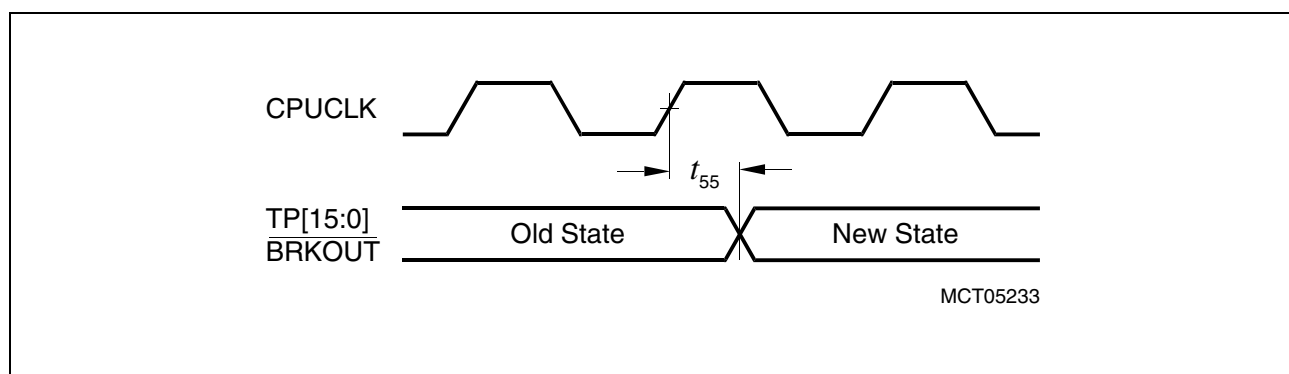 CPUCLK
t55
TP[15:0]
BRKOUT
Old State
New State
MCT05233